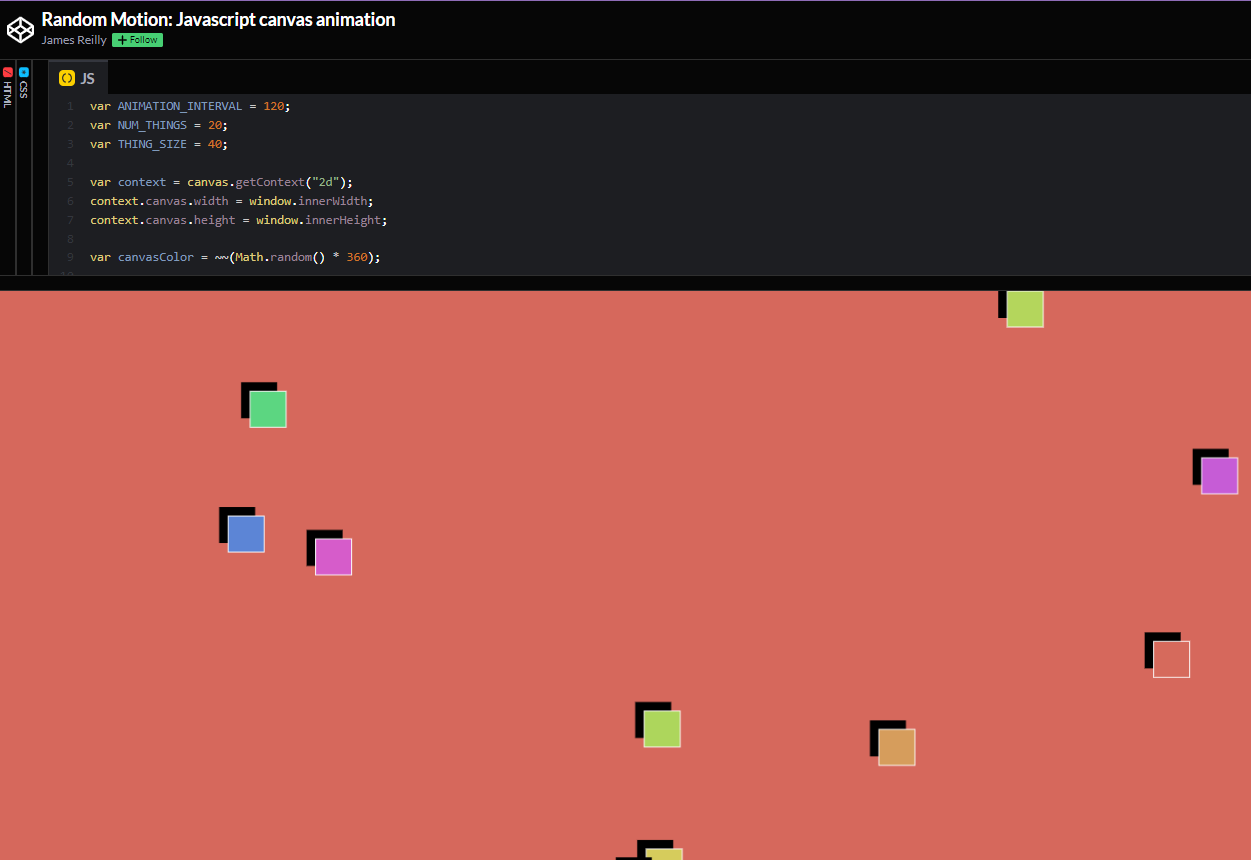 Random Motion: Javascript canvas animation
James Reilly
+ Follow
HTML
CSS
JS
1 var ANIMATION_INTERVAL = 120;
2 var NUM_THINGS = 20;
3 var THING_SIZE = 40;
4
5 var context = canvas.getContext("2d");
6 context.canvas.width = window.innerWidth;
7 context.canvas.height = window.innerHeight;
8
9 var canvasColor = ~~(Math.random() * 360);
10